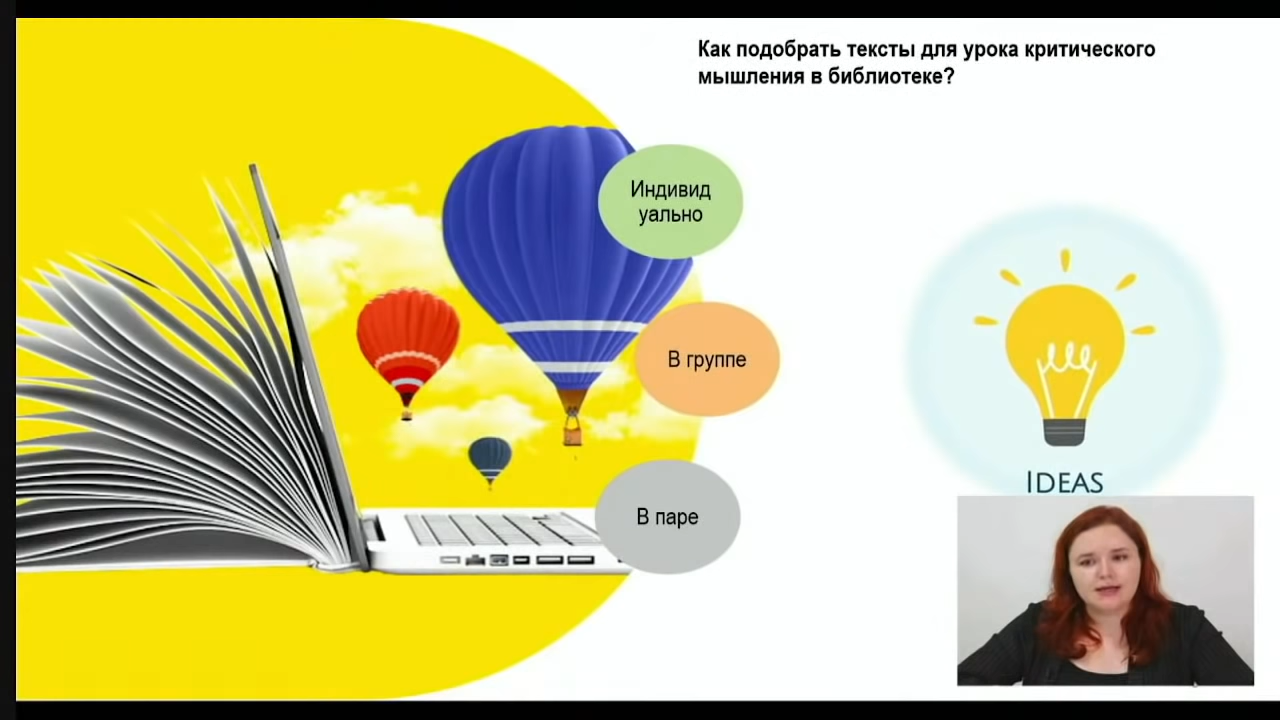 Как подобрать тексты для урока критического
мышления в библиотеке?
Индивид
уально
В группе
В паре
IDEAS